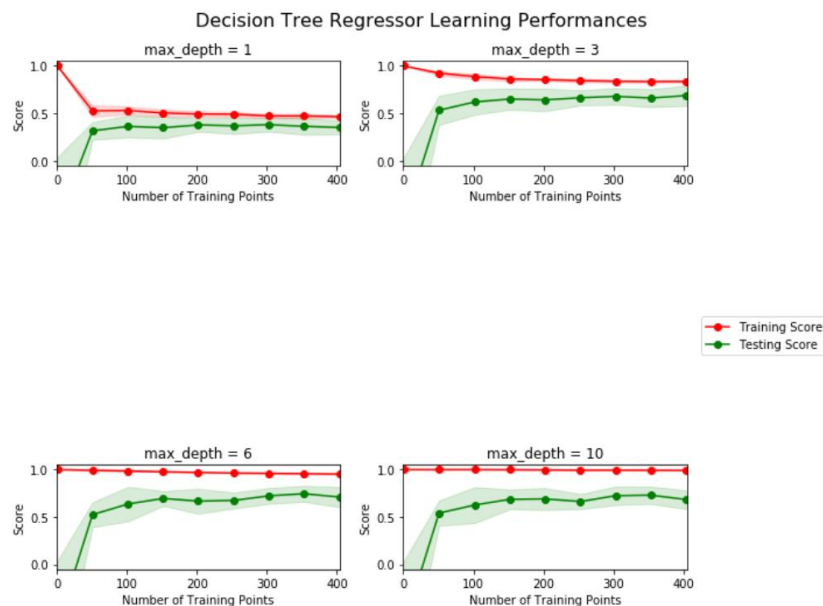 Decision Tree Regressor Learning Performances
max_depth = 1
1.0
0.5
0.0
Score
0 100 200 300 400
Number of Training Points
max_depth = 3
1.0
0.5
0.0
Score
0 100 200 300 400
Number of Training Points
Training Score
Testing Score
max_depth = 6
1.0
0.5
0.0
Score
0 100 200 300 400
Number of Training Points
max_depth = 10
1.0
0.5
0.0
Score
0 100 200 300 400
Number of Training Points